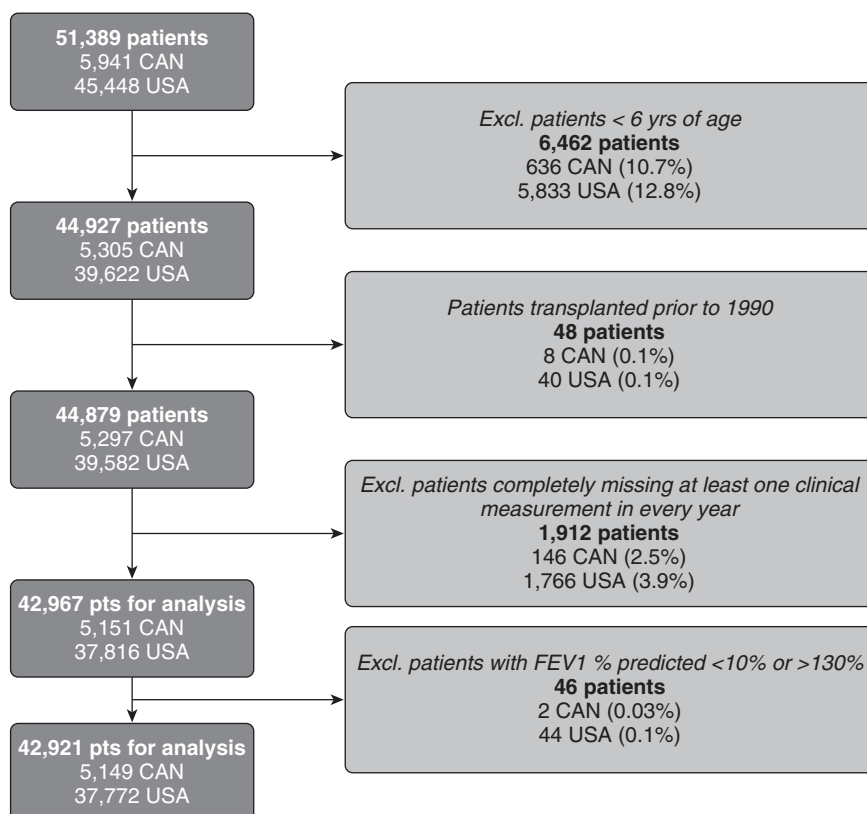 51,389 patients
5,941 CAN
45,448 USA
Excl. patients < 6 yrs of age
6,462 patients
636 CAN (10.7%)
5,833 USA (12.8%)
44,927 patients
5,305 CAN
39,622 USA
Patients transplanted prior to 1990
48 patients
8 CAN (0.1%)
40 USA (0.1%)
44,879 patients
5,297 CAN
39,582 USA
Excl. patients completely missing at least one clinical
measurement in every year
1,912 patients
146 CAN (2.5%)
1,766 USA (3.9%)
42,967 pts for analysis
5,151 CAN
37,816 USA
Excl. patients with FEV1 % predicted <10% or >130%
46 patients
2 CAN (0.03%)
44 USA (0.1%)
42,921 pts for analysis
5,149 CAN
37,772 USA